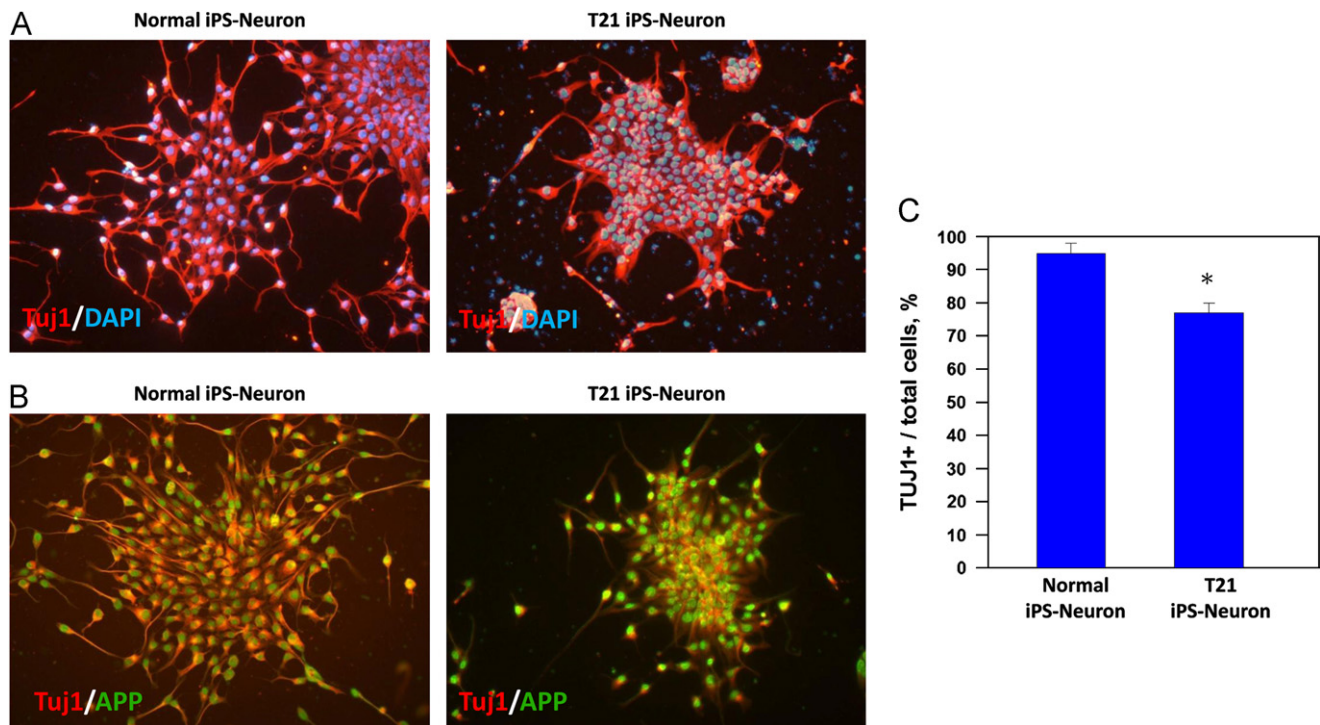 A
Normal iPS-Neuron
T21 iPS-Neuron
Tuj1/DAPI
Tuj1/DAPI
B
Normal iPS-Neuron
T21 iPS-Neuron
Tuj1/APP
Tuj1/APP
C
TUJ1+ / total cells, %
100
90
80
70
60
50
40
30
20
10
0
*
Normal
iPS-Neuron
T21
iPS-Neuron